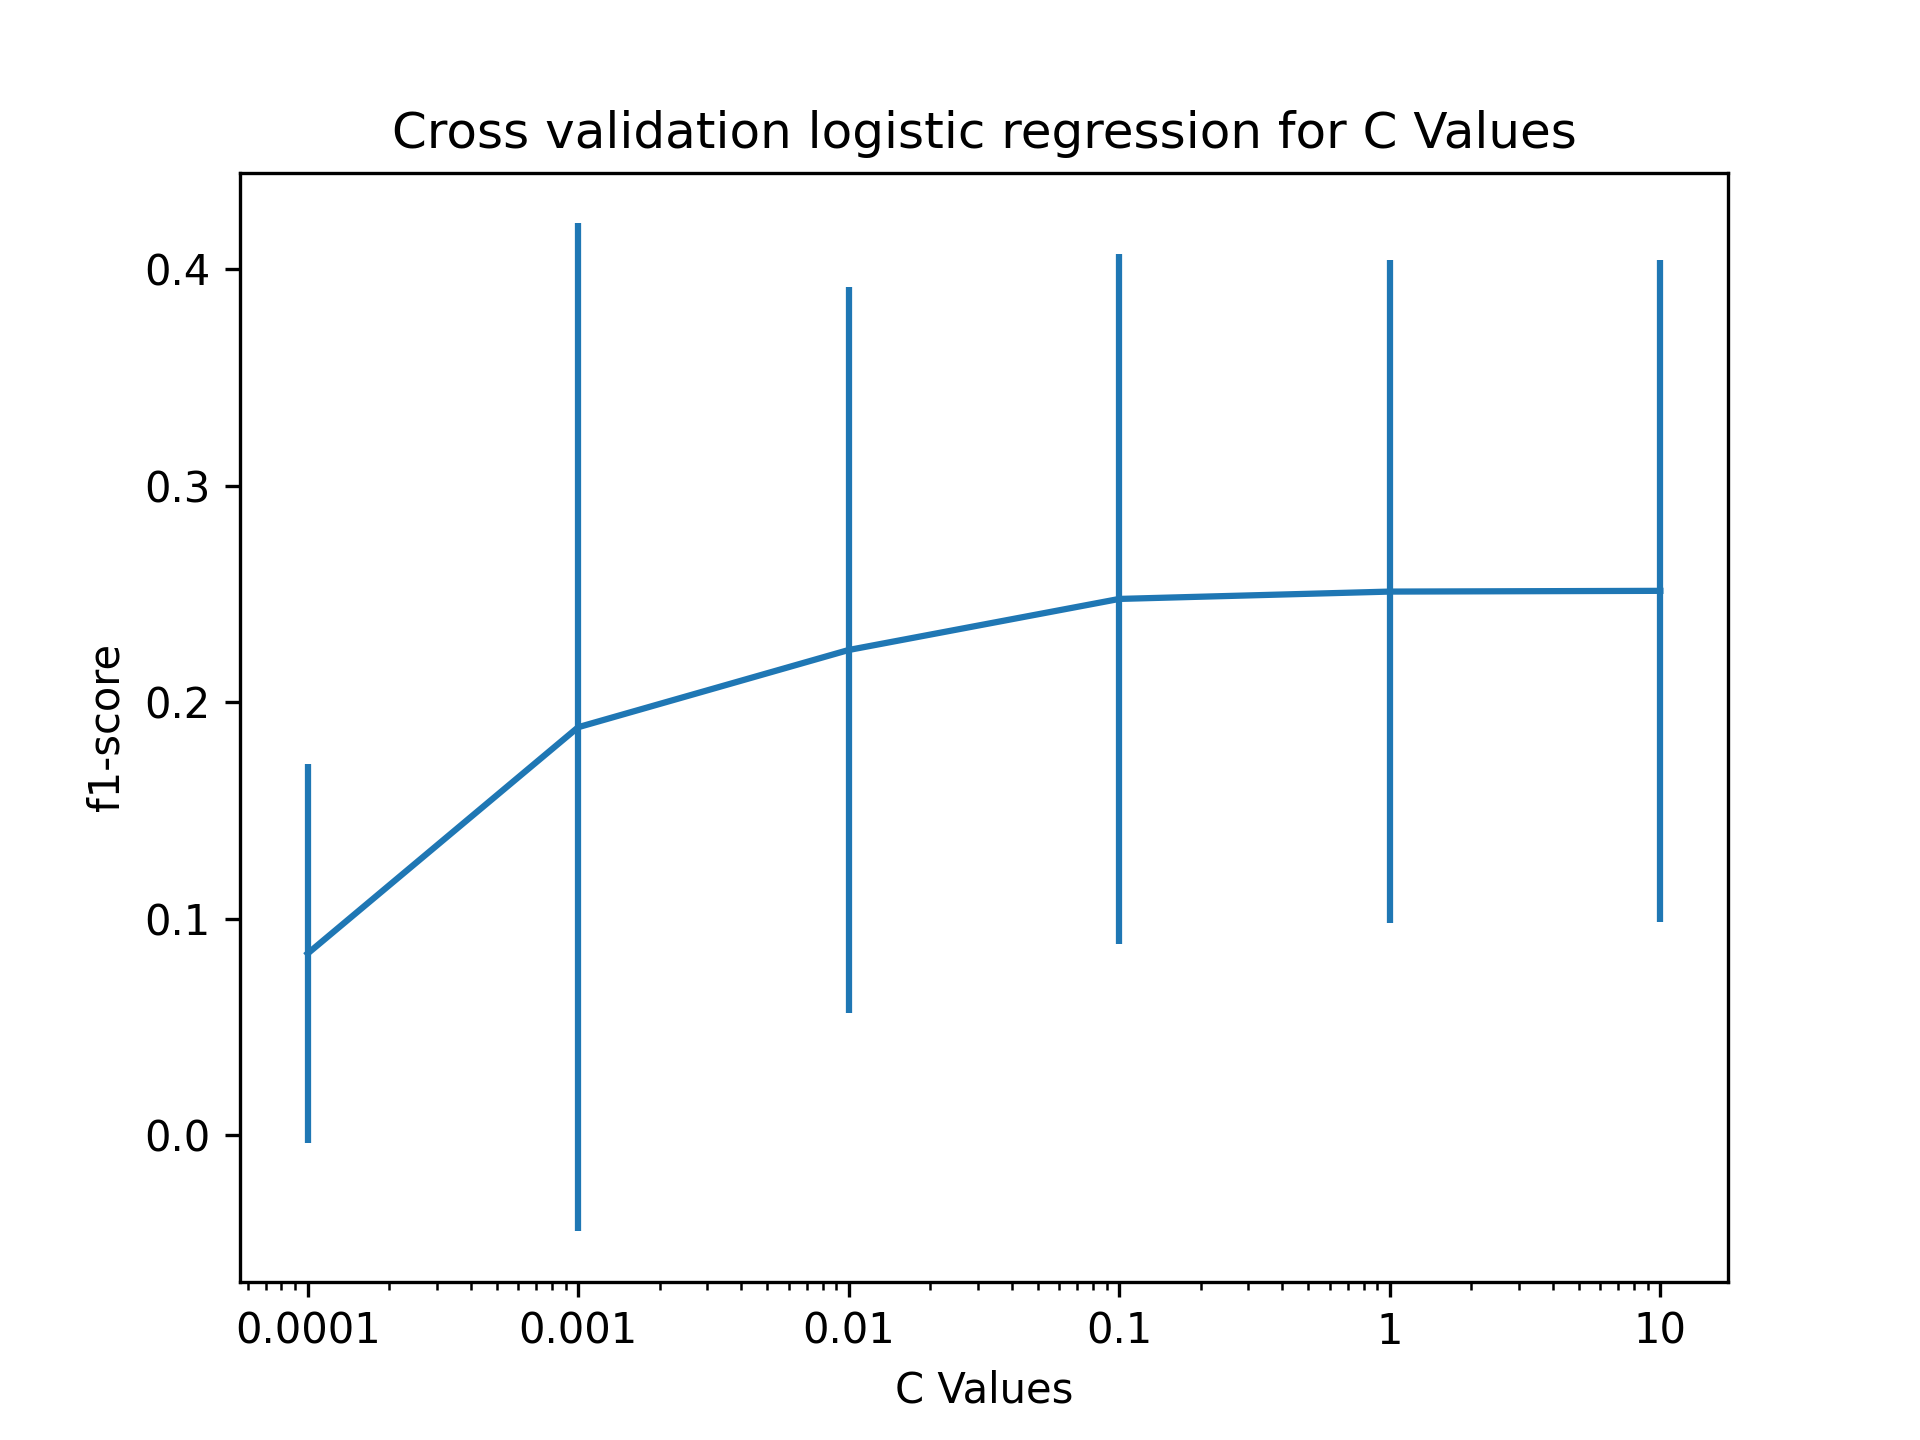 Cross validation logistic regression for C Values
0.4
0.3
0.2
0.1
0.0
f1-score
0.0001 0.001 0.01 0.1 1 10
C Values